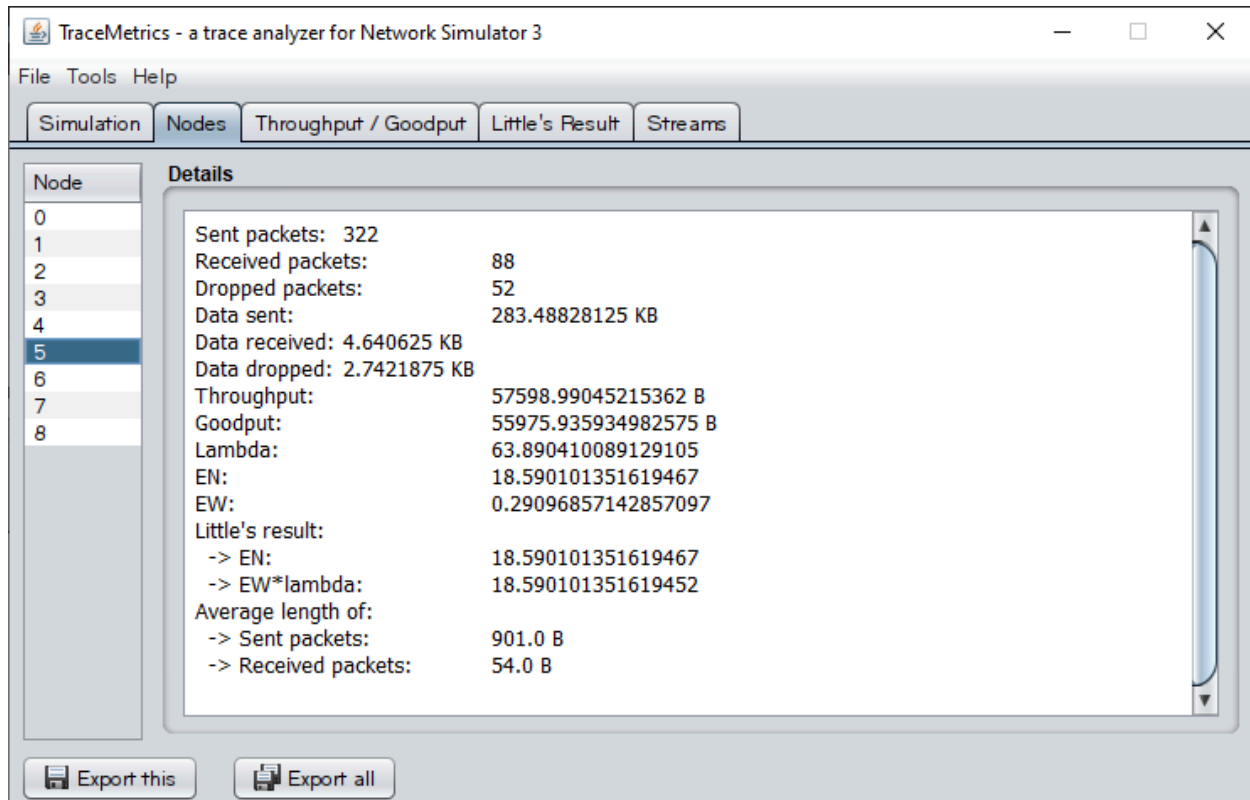 TraceMetrics - a trace analyzer for Network Simulator 3
File Tools Help
Simulation Nodes Throughput / Goodput Little's Result Streams
Node
0
1
2
3
4
5
6
7
8
Details
Sent packets: 322
Received packets: 88
Dropped packets: 52
Data sent: 283.48828125 KB
Data received: 4.640625 KB
Data dropped: 2.7421875 KB
Throughput: 57598.99045215362 B
Goodput: 55975.935934982575 B
Lambda: 63.890410089129105
EN: 18.590101351619467
EW: 0.29096857142857097
Little's result:
-> EN: 18.590101351619467
-> EW*lambda: 18.590101351619452
Average length of:
-> Sent packets: 901.0 B
-> Received packets: 54.0 B
Export this Export all